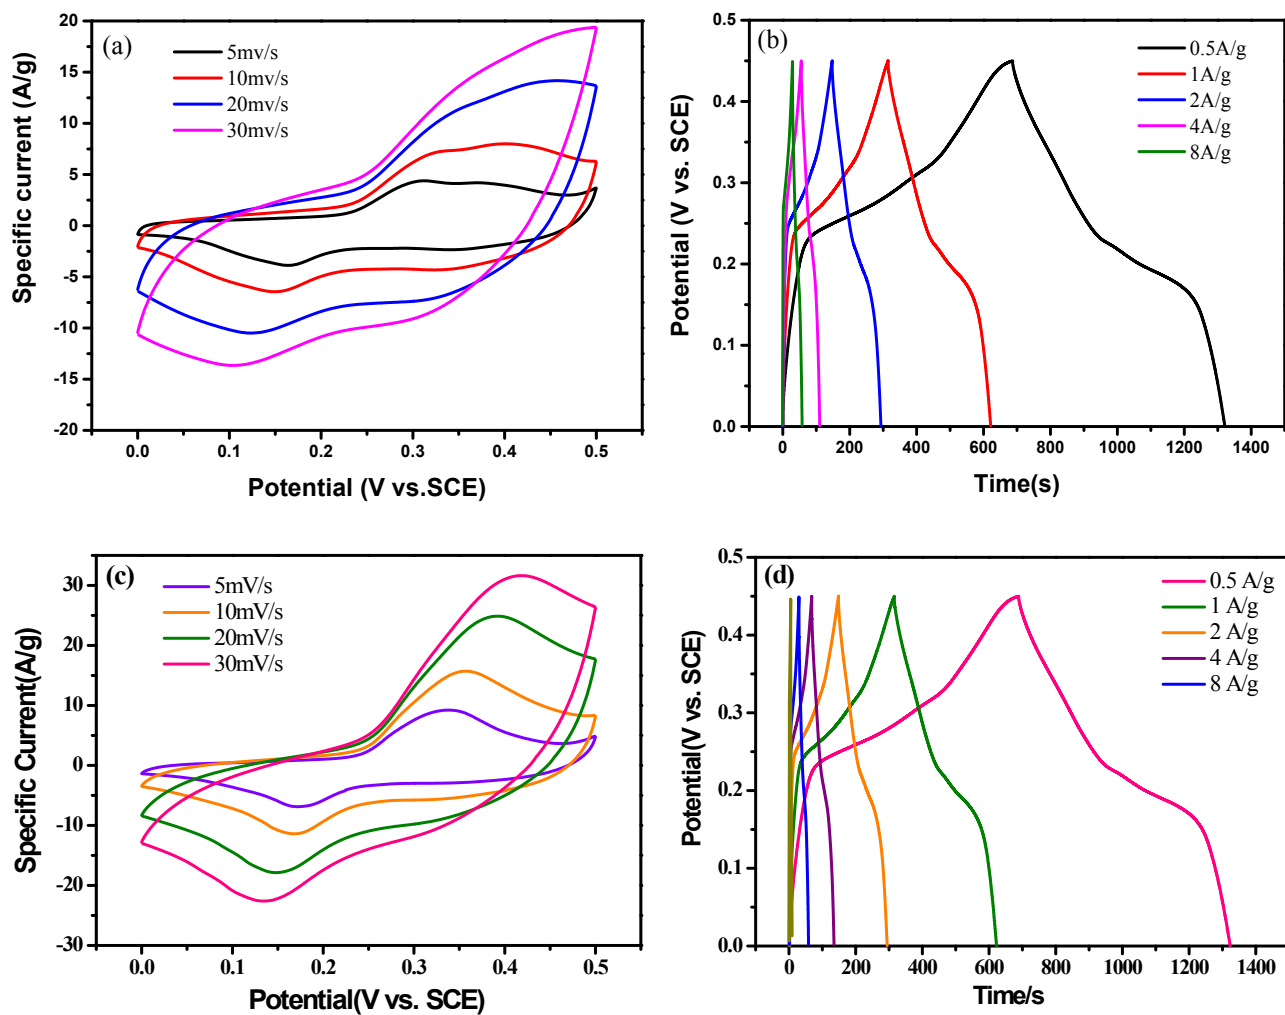 (a)
5mv/s
10mv/s
20mv/s
30mv/s
Specific current (A/g)
20
15
10
5
0
-5
-10
-15
-20
0.0 0.1 0.2 0.3 0.4 0.5
Potential (V vs.SCE)
(b)
0.5A/g
1A/g
2A/g
4A/g
8A/g
Potential (V vs. SCE)
0.5
0.4
0.3
0.2
0.1
0.0
0 200 400 600 800 1000 1200 1400
Time(s)
(c)
5mV/s
10mV/s
20mV/s
30mV/s
Specific Current(A/g)
30
20
10
0
-10
-20
-30
0.0 0.1 0.2 0.3 0.4 0.5
Potential(V vs. SCE)
(d)
0.5 A/g
1 A/g
2 A/g
4 A/g
8 A/g
Potential(V vs. SCE)
0.5
0.4
0.3
0.2
0.1
0.0
0 200 400 600 800 1000 1200 1400
Time/s